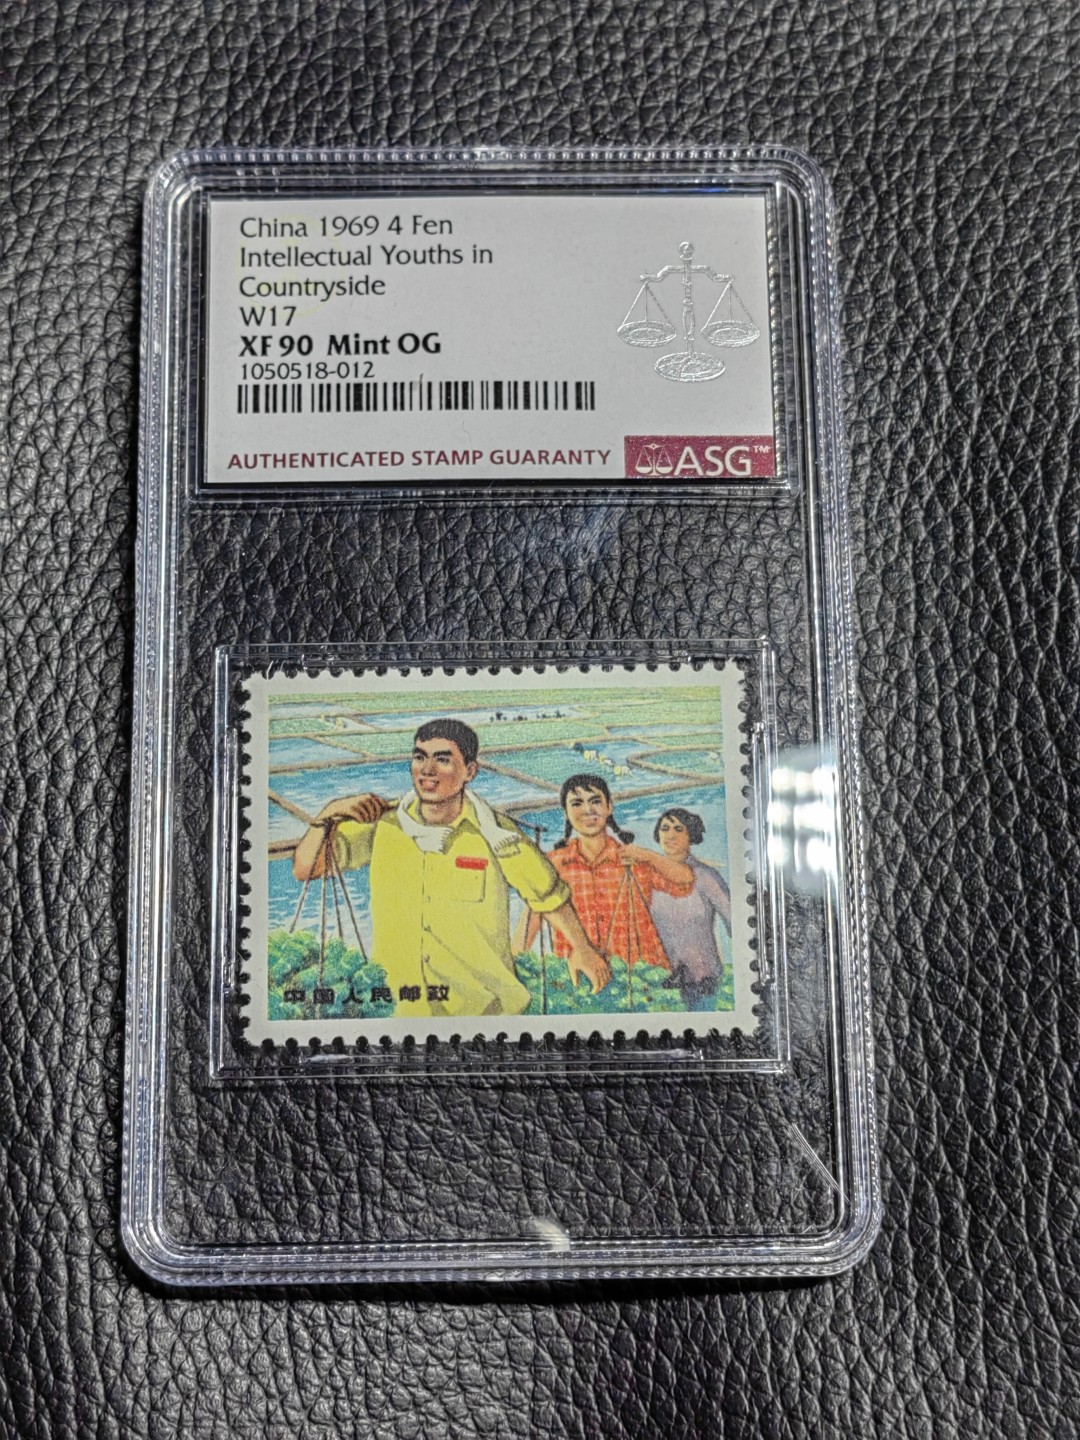 China 1969 4 Fen
Intellectual Youths in
Countryside
W17
XF 90 Mint OG
1050518-012
AUTHENTICATED STAMP GUARANTY ASG™
中国人民邮政